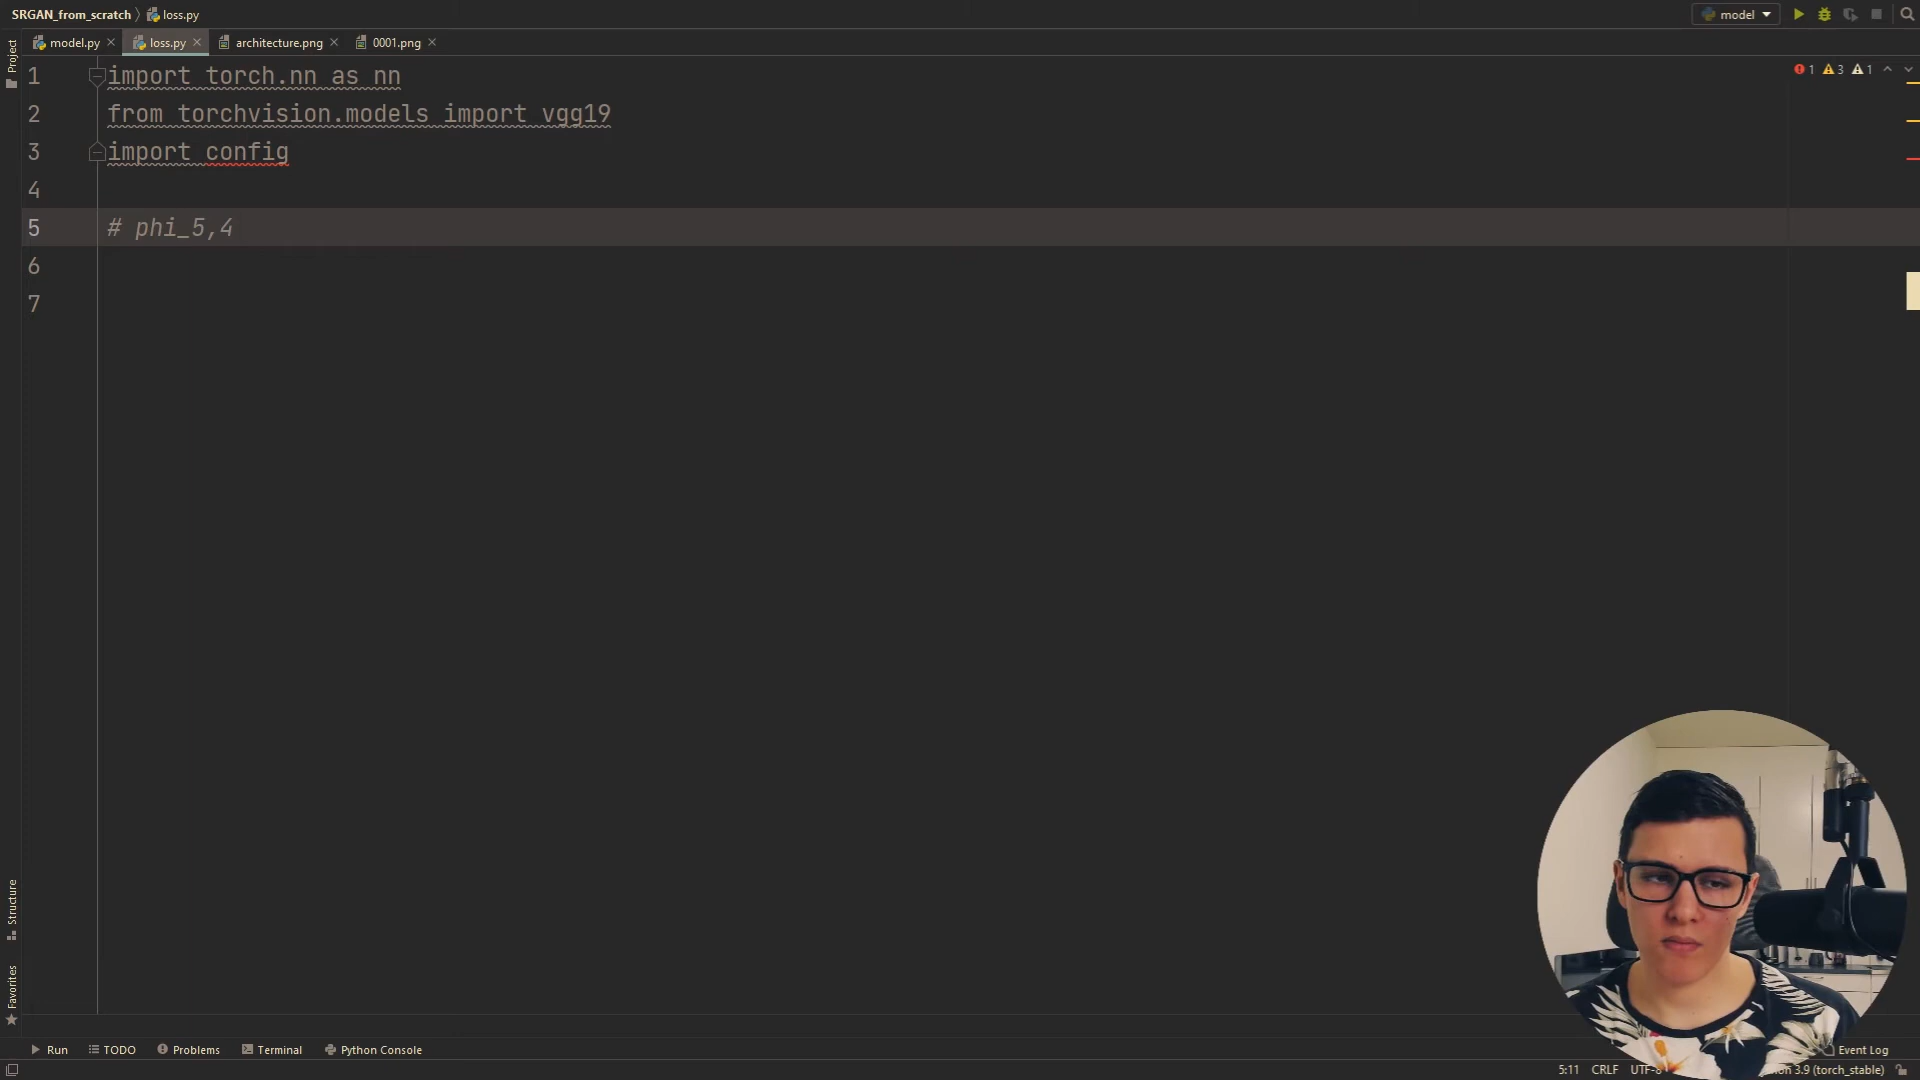 SRGAN_from_scratch 〉 loss.py
model
model.py
loss.py
architecture.png
0001.png
Project
1 import torch.nn as nn
1 3 1
2 from torchvision.models import vgg19
3 import config
4
5 # phi_5,4
6
7
Structure
Favorites
Run
TODO
Problems
Terminal
Python Console
Event Log
5:11
CRLF
3.9 (torch_stable)